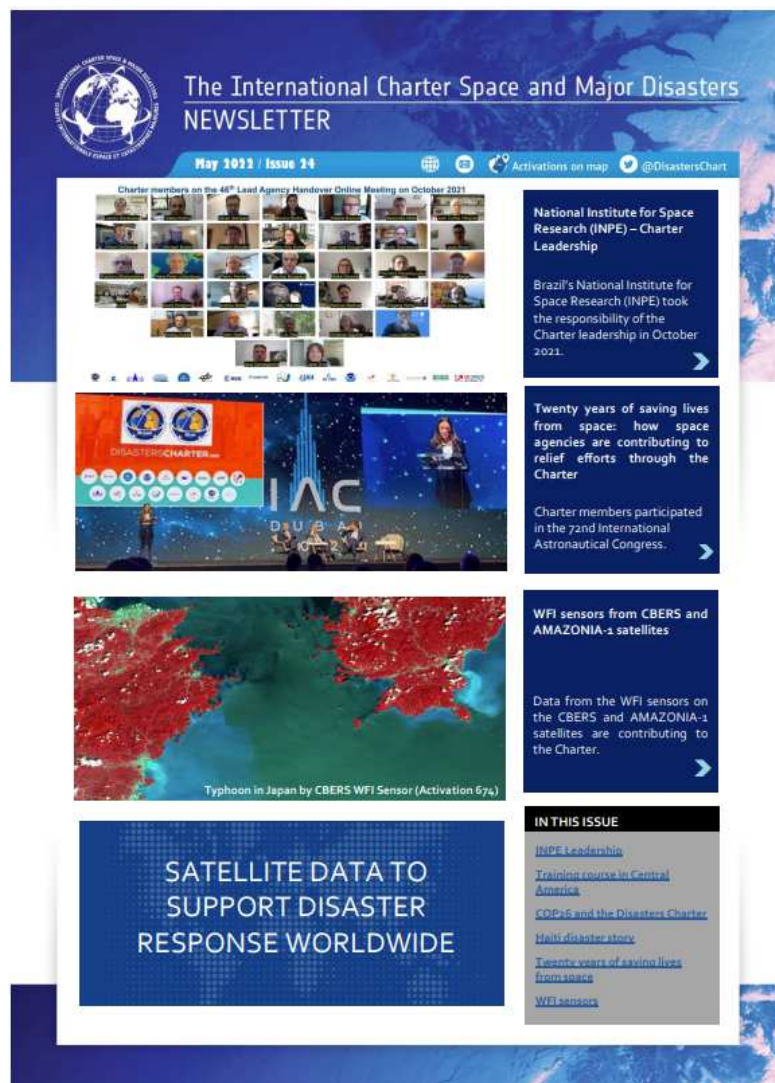 The International Charter Space and Major Disasters
NEWSLETTER
May 2022 / Issue 24
Activations on map
@DisastersChart
Charter members on the 46th Lead Agency Handover Online Meeting on October 2021
National Institute for Space
Research (INPE) – Charter
Leadership
Brazil's National Institute for
Space Research (INPE) took
the responsibility of the
Charter leadership in October
2021.
DISASTERSCHARTER.ORG
IAC
DUBAI
Twenty years of saving lives
from space: how space
agencies are contributing to
relief efforts through the
Charter
Charter members participated
in the 72nd International
Astronautical Congress.
Typhoon in Japan by CBERS WFI Sensor (Activation 674)
WFI sensors from CBERS and
AMAZONIA-1 satellites
Data from the WFI sensors on
the CBERS and AMAZONIA-1
satellites are contributing to
the Charter.
SATELLITE DATA TO
SUPPORT DISASTER
RESPONSE WORLDWIDE
IN THIS ISSUE
INPE Leadership
Training course in Central
America
COP26 and the Disasters Charter
Haiti disaster story
Twenty years of saving lives
from space
WFI sensors